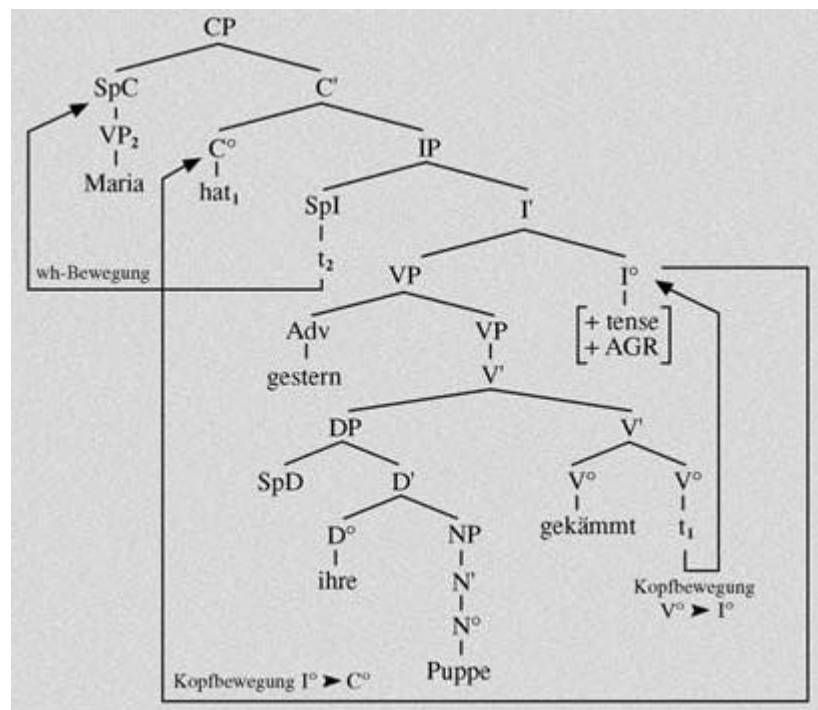 CP
SpC C'
VP₂ C° IP
Maria hat₁ SpI I'
wh-Bewegung t₂ VP I°
Adv VP + tense
gestern V' + AGR
DP V'
SpD D' V° V°
D° NP gekämmt t₁
ihre N' Kopfbewegung
N° V° ➤ I°
Kopfbewegung I° ➤ C° Puppe